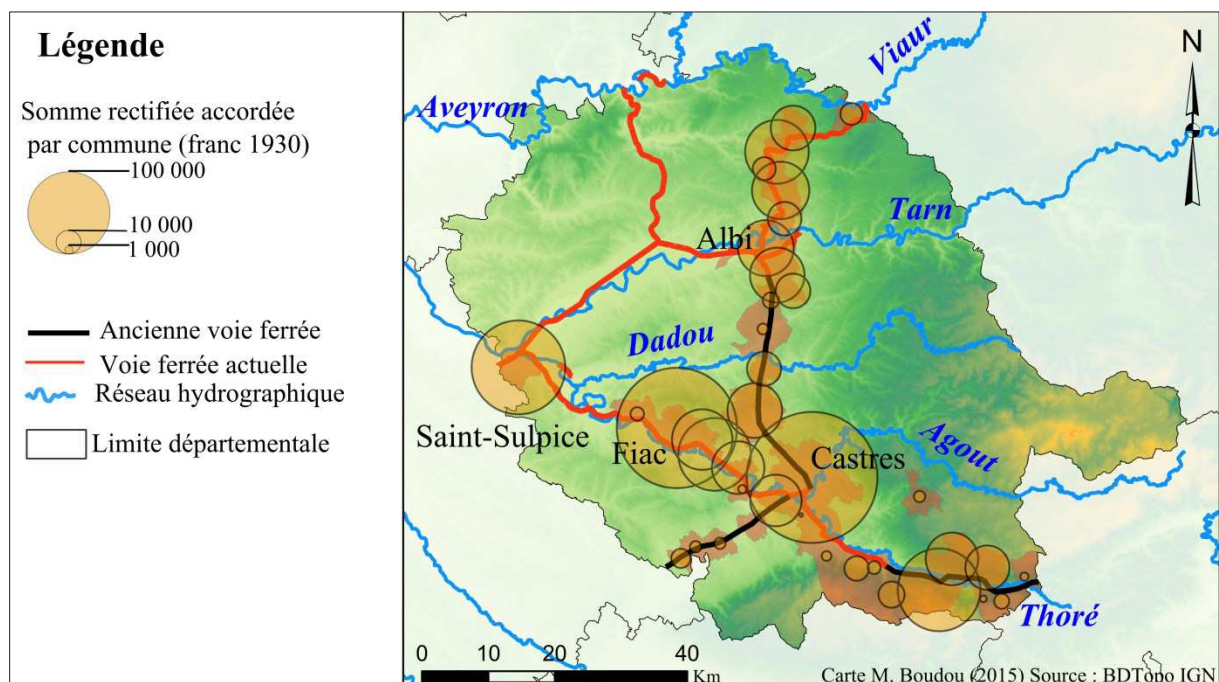 Légende
Somme rectifiée accordée
par commune (franc 1930)
100 000
10 000
1 000
Ancienne voie ferrée
Voie ferrée actuelle
Réseau hydrographique
Limite départementale
Aveyron
Viaur
N
Tarn
Albi
Dadou
Saint-Sulpice
Fiac
Castres
Agout
Thoré
0 10 20 40
Km
Carte M. Boudou (2015) Source : BDTopo IGN